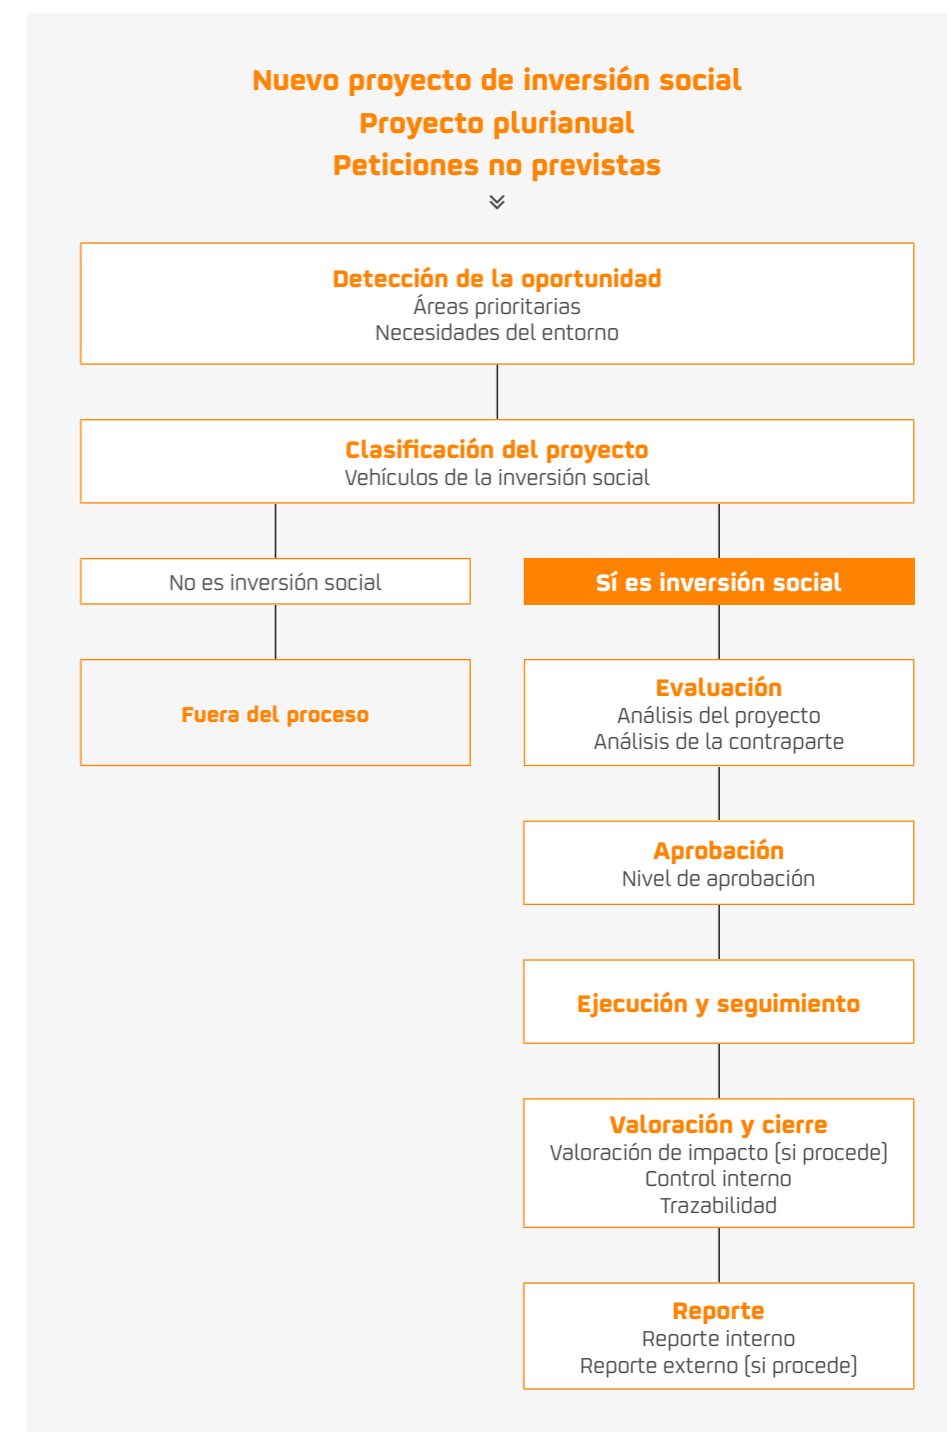 Nuevo proyecto de inversión social
Proyecto plurianual
Peticiones no previstas
Detección de la oportunidad
Áreas prioritarias
Necesidades del entorno
Clasificación del proyecto
Vehículos de la inversión social
No es inversión social
Sí es inversión social
Fuera del proceso
Evaluación
Análisis del proyecto
Análisis de la contraparte
Aprobación
Nivel de aprobación
Ejecución y seguimiento
Valoración y cierre
Valoración de impacto (si procede)
Control interno
Trazabilidad
Reporte
Reporte interno
Reporte externo (si procede)